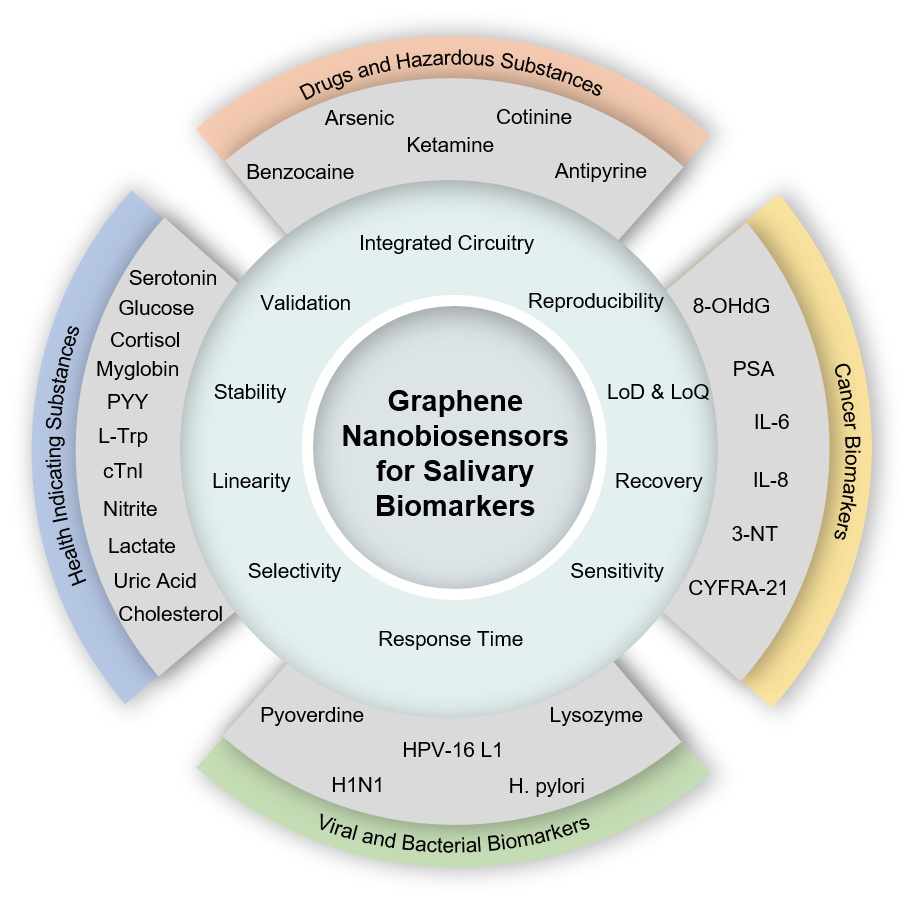 Drugs and Hazardous Substances
Arsenic
Cotinine
Ketamine
Benzocaine
Antipyrine
Health Indicating Substances
Serotonin
Glucose
Cortisol
Myglobin
PYY
L-Trp
cTnI
Nitrite
Lactate
Uric Acid
Cholesterol
Integrated Circuitry
Validation
Reproducibility
Stability
LoD & LoQ
Linearity
Recovery
Selectivity
Sensitivity
Response Time
Graphene
Nanobiosensors
for Salivary
Biomarkers
8-OHdG
PSA
IL-6
IL-8
3-NT
CYFRA-21
Cancer Biomarkers
Pyoverdine
Lysozyme
HPV-16 L1
H1N1
H. pylori
Viral and Bacterial Biomarkers